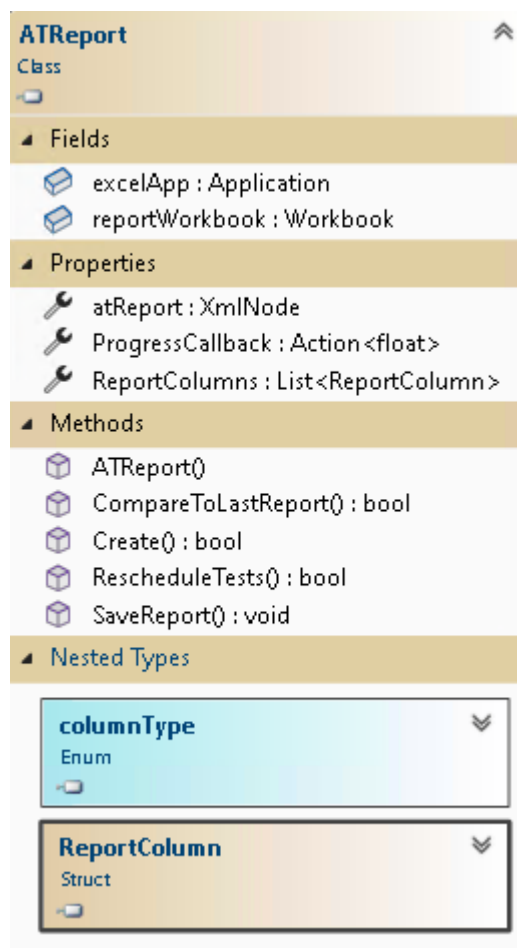 ATReport
Class
Fields
excelApp : Application
reportWorkbook : Workbook
Properties
atReport : XmlNode
ProgressCallback : Action<float>
ReportColumns : List<ReportColumn>
Methods
ATReport()
CompareToLastReport() : bool
Create() : bool
RescheduleTests() : bool
SaveReport() : void
Nested Types
columnType
Enum
ReportColumn
Struct